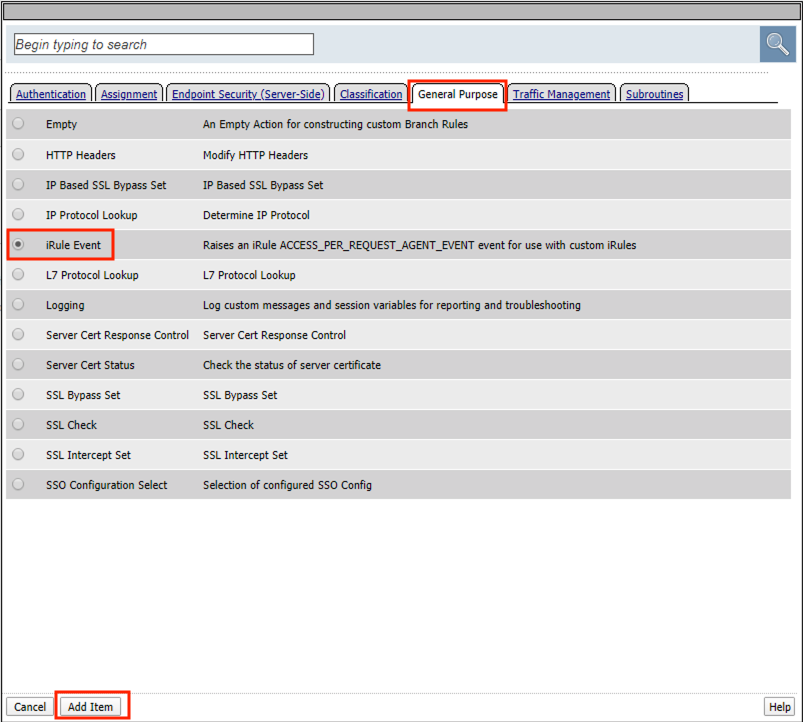 Begin typing to search
Authentication Assignment Endpoint Security (Server-Side) Classification General Purpose Traffic Management Subroutines
Empty An Empty Action for constructing custom Branch Rules
HTTP Headers Modify HTTP Headers
IP Based SSL Bypass Set IP Based SSL Bypass Set
IP Protocol Lookup Determine IP Protocol
iRule Event Raises an iRule ACCESS_PER_REQUEST_AGENT_EVENT event for use with custom iRules
L7 Protocol Lookup L7 Protocol Lookup
Logging Log custom messages and session variables for reporting and troubleshooting
Server Cert Response Control Server Cert Response Control
Server Cert Status Check the status of server certificate
SSL Bypass Set SSL Bypass Set
SSL Check SSL Check
SSL Intercept Set SSL Intercept Set
SSO Configuration Select Selection of configured SSO Config
Cancel Add Item Help